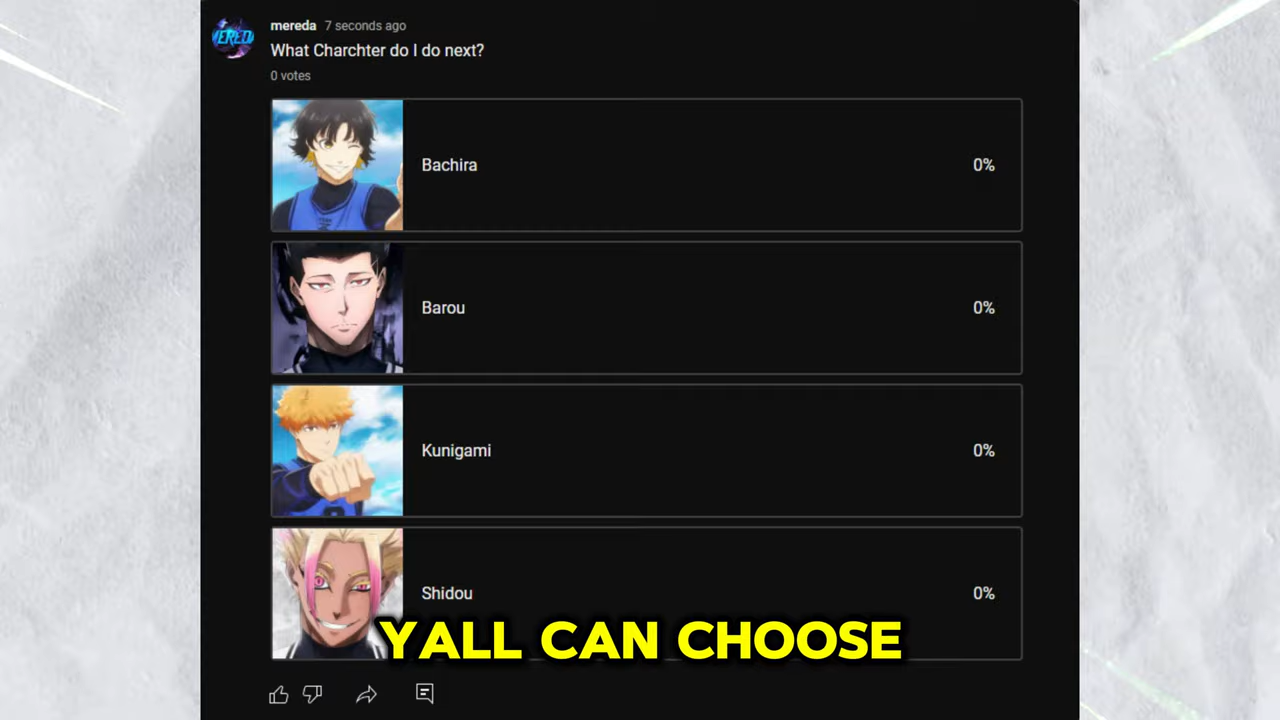 mereda 7 seconds ago
What Charchter do I do next?
0 votes
Bachira 0%
Barou 0%
Kunigami 0%
Shidou 0%
YALL CAN CHOOSE